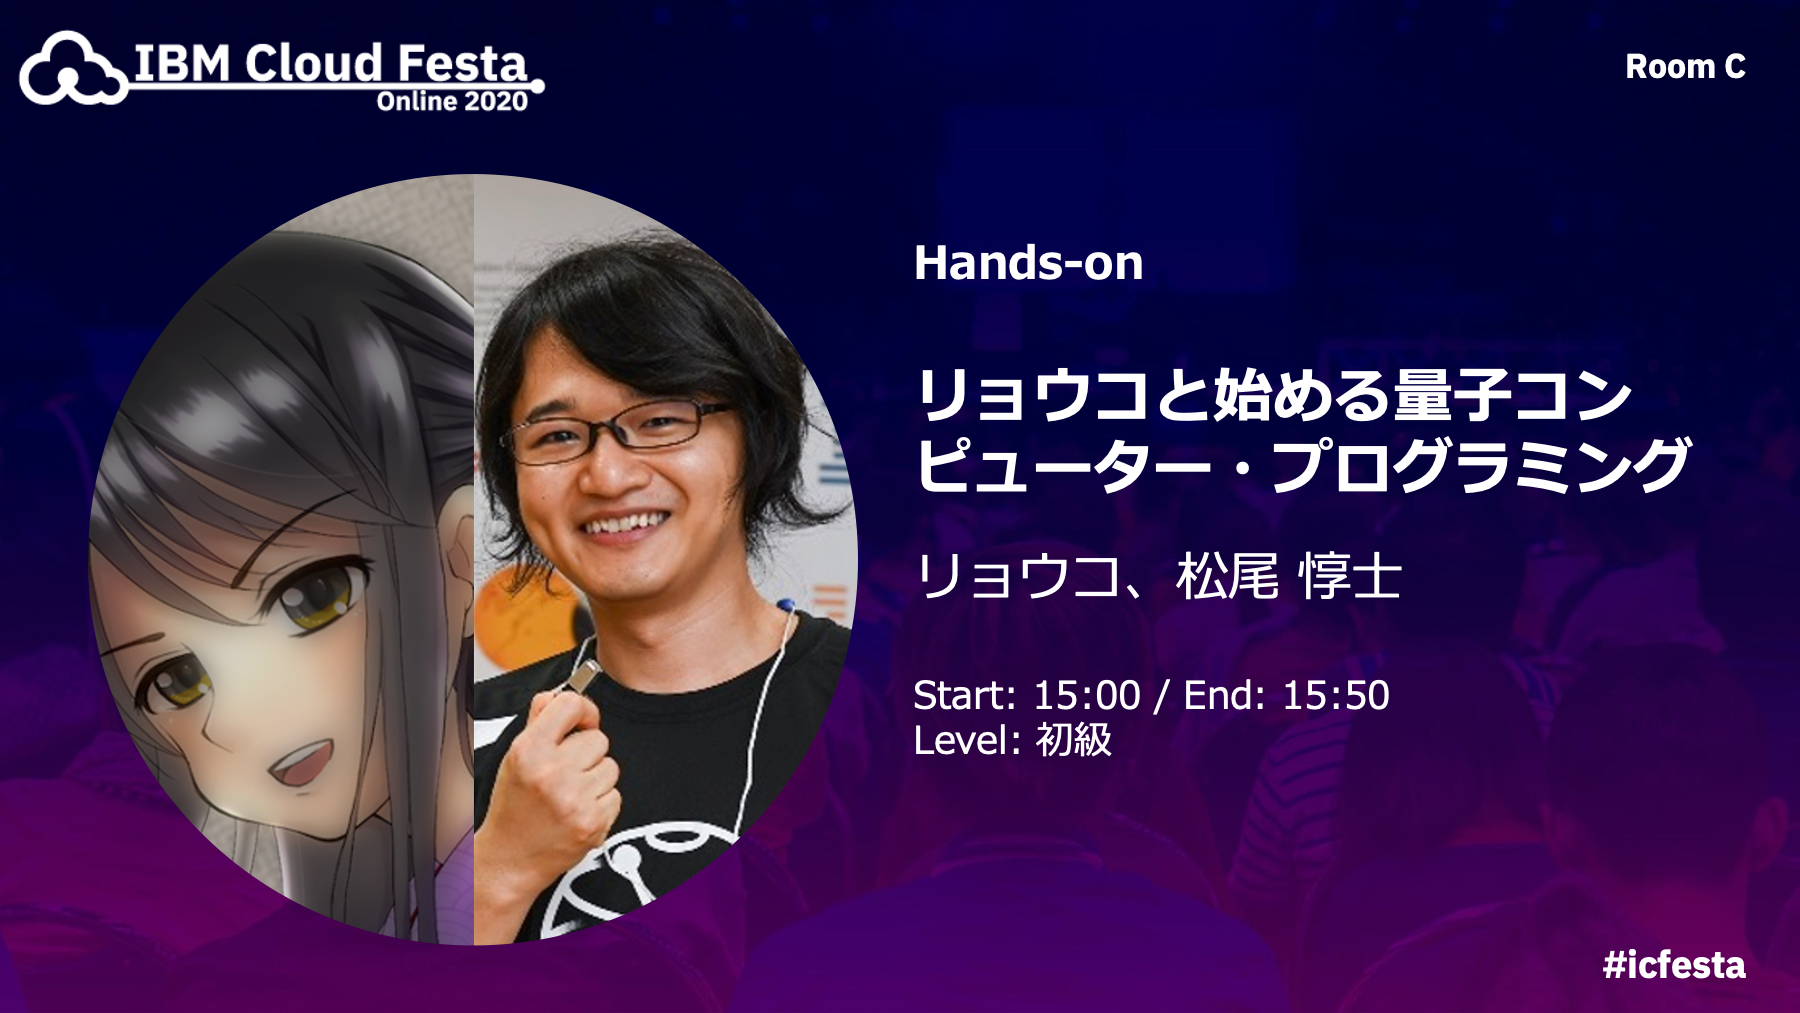 IBM Cloud Festa
Online 2020
Room C
Hands-on
リョウコと始める量子コン
ピューター・プログラミング
リョウコ、松尾 惇士
Start: 15:00 / End: 15:50
Level: 初級
#icfesta